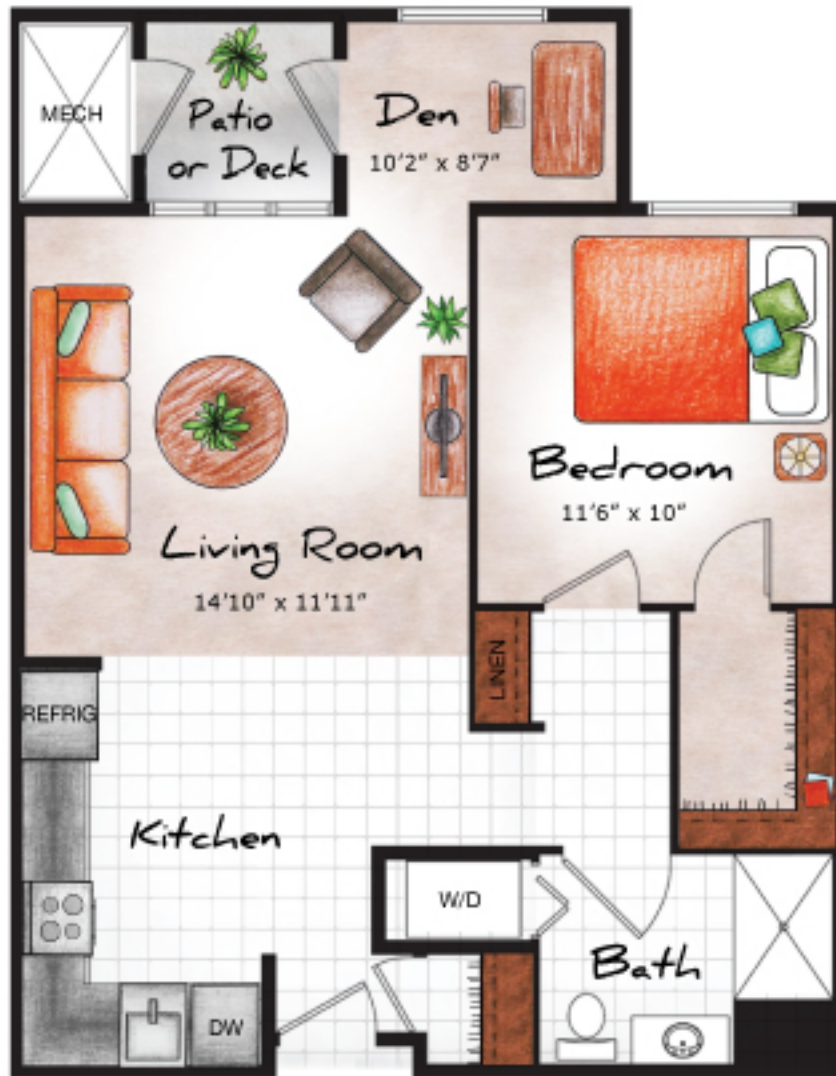 MECH
Patio
or Deck
Den
10'2" x 8'7"
Bedroom
11'6" x 10"
Living Room
14'10" x 11'11"
LINEN
REFRIG
Kitchen
W/D
Bath
DW